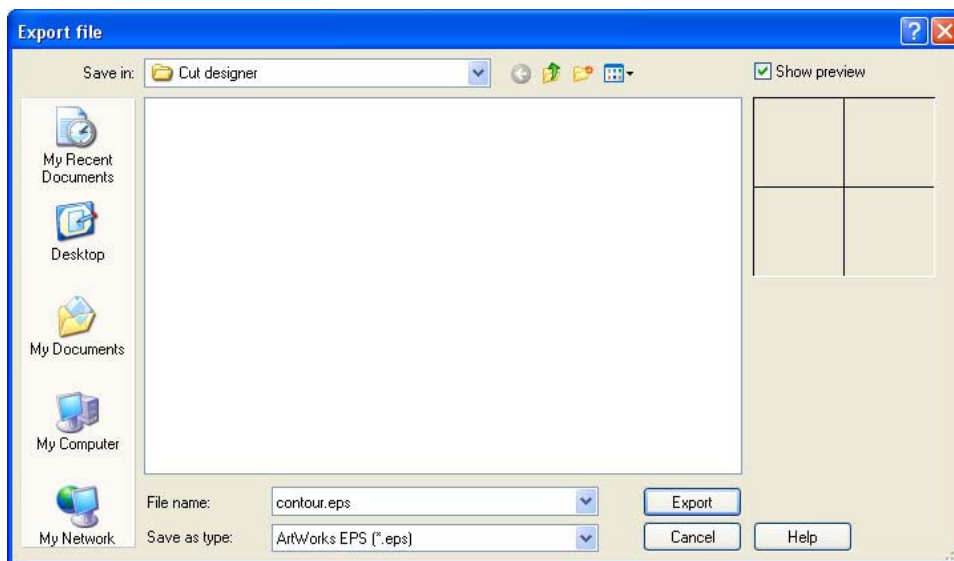 Export file
Save in: Cut designer Show preview
My Recent
Documents
Desktop
My Documents
My Computer
My Network
File name: contour.eps Export
Save as type: ArtWorks EPS (*.eps) Cancel Help